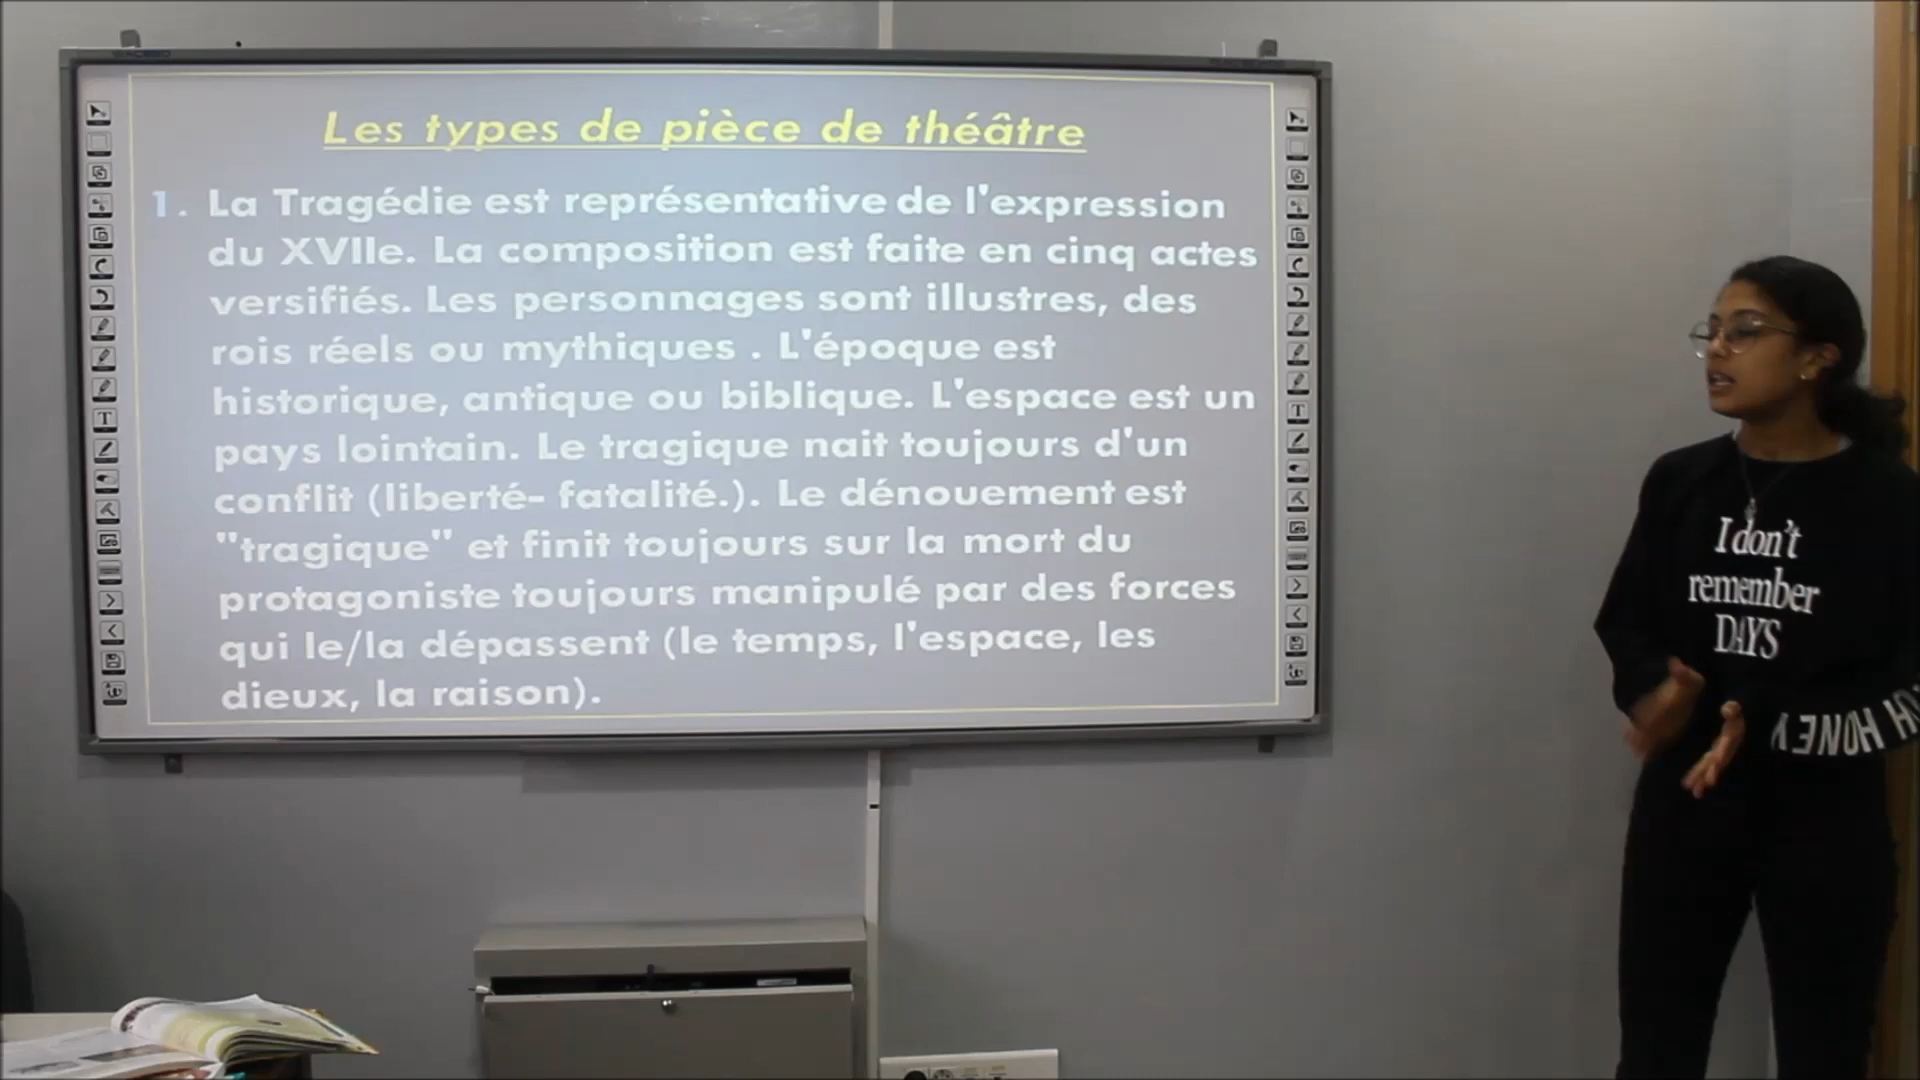 Les types de pièce de théâtre
1. La Tragédie est représentative de l'expression
du XVIIe. La composition est faite en cinq actes
versifiés. Les personnages sont illustres, des
rois réels ou mythiques . L'époque est
historique, antique ou biblique. L'espace est un
pays lointain. Le tragique nait toujours d'un
conflit (liberté- fatalité.). Le dénouement est
"tragique" et finit toujours sur la mort du
protagoniste toujours manipulé par des forces
qui le/la dépassent (le temps, l'espace, les
dieux, la raison).
I don't
remember
DAYS
HONEY